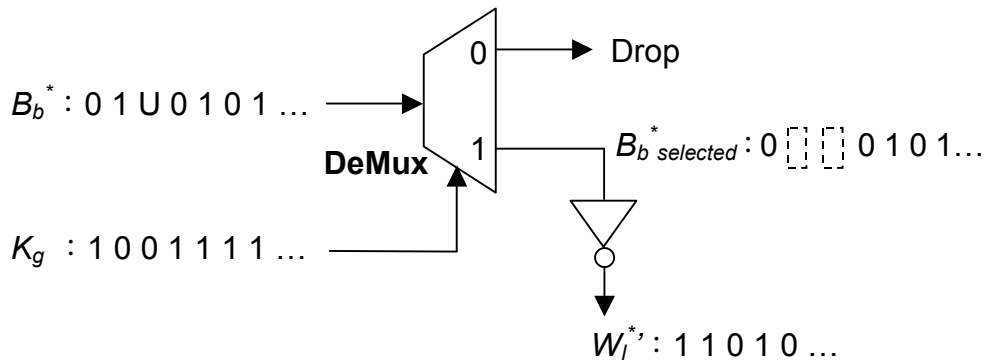 0
Drop
B_b^* : 0 1 U 0 1 0 1 ...
1
B_b^* selected : 0 0 1 0 1...
DeMux
K_g : 1 0 0 1 1 1 1 ...
W_l^*' : 1 1 0 1 0 ...